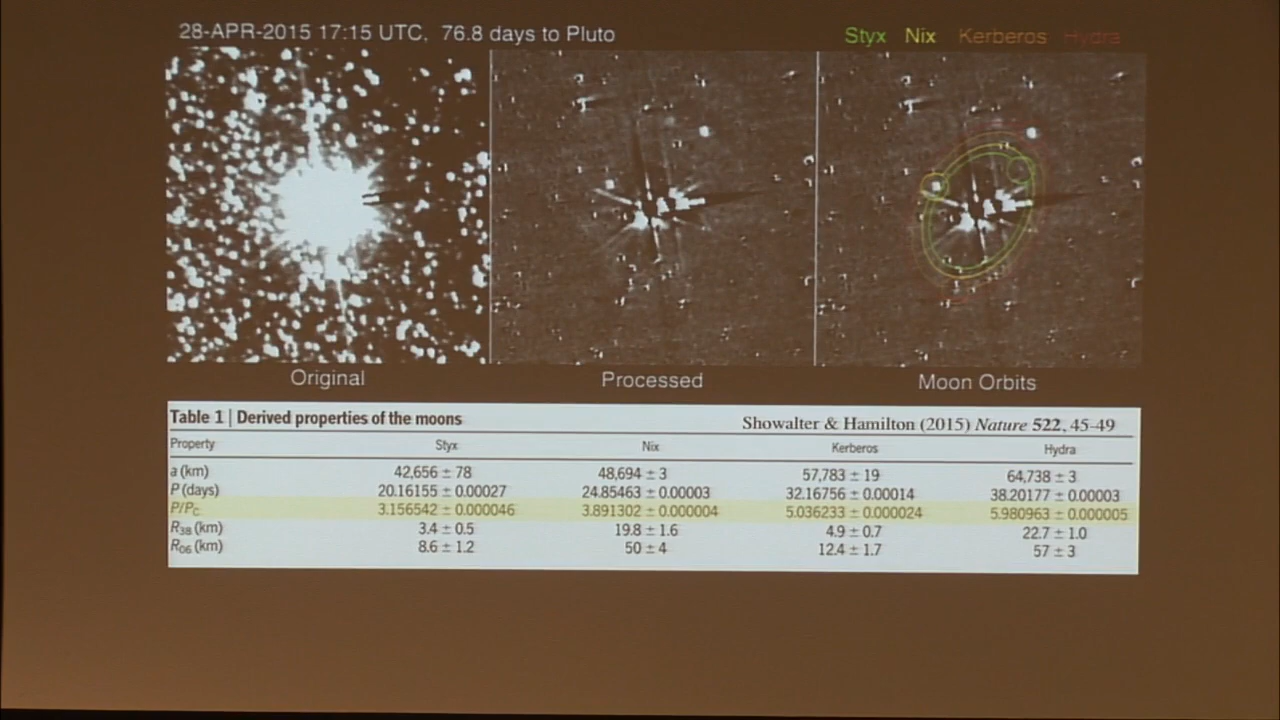 28-APR-2015 17:15 UTC, 76.8 days to Pluto
Styx Nix Kerberos Hydra
Original Processed Moon Orbits
Table 1 | Derived properties of the moons Showalter & Hamilton (2015) Nature 522, 45-49
Property Styx Nix Kerberos Hydra
a (km) 42,656 ± 78 48,694 ± 3 57,783 ± 19 64,738 ± 3
P (days) 20.16155 ± 0.00027 24.85463 ± 0.00003 32.16756 ± 0.00014 38.20177 ± 0.00003
P/PC 3.156542 ± 0.000046 3.891302 ± 0.000004 5.036233 ± 0.000024 5.980963 ± 0.000005
R38 (km) 3.4 ± 0.5 19.8 ± 1.6 4.9 ± 0.7 22.7 ± 1.0
R06 (km) 8.6 ± 1.2 50 ± 4 12.4 ± 1.7 57 ± 3